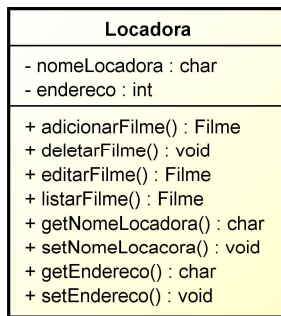 Locadora
- nomeLocadora : char
- endereco : int
+ adicionarFilme() : Filme
+ deletarFilme() : void
+ editarFilme() : Filme
+ listarFilme() : Filme
+ getNomeLocadora() : char
+ setNomeLocacora() : void
+ getEndereco() : char
+ setEndereco() : void